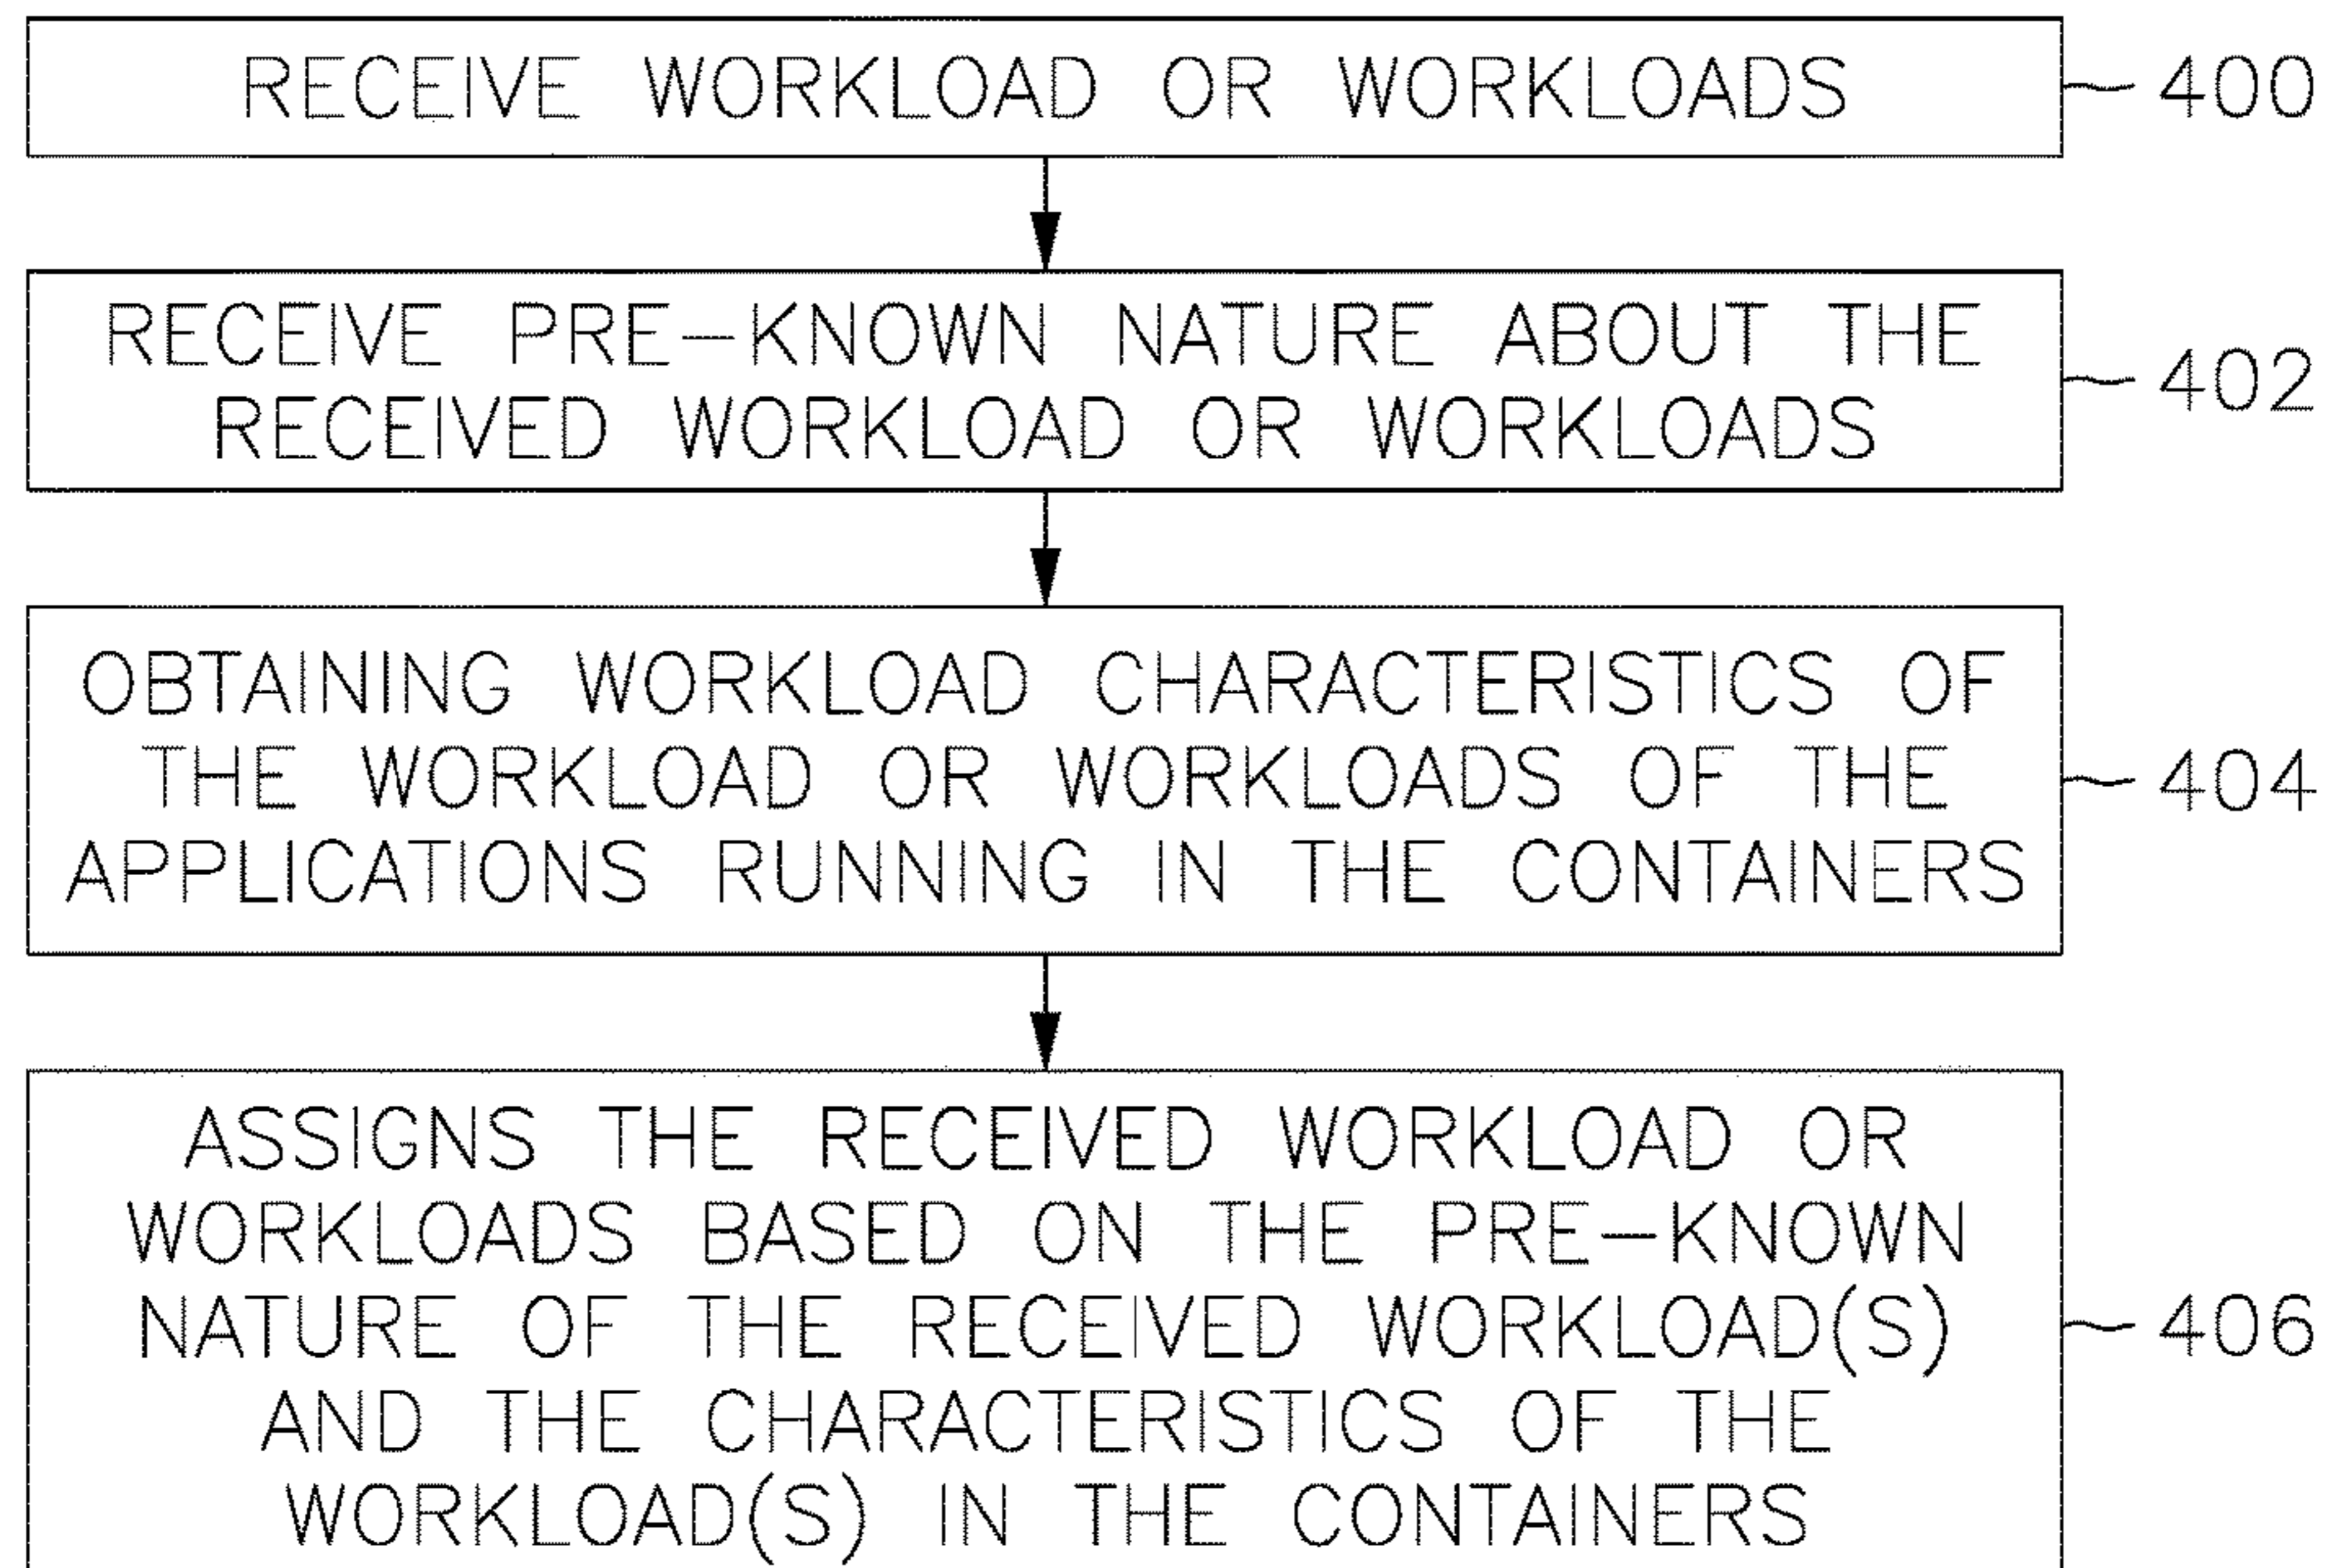 RECEIVE WORKLOAD OR WORKLOADS
400
RECEIVE PRE-KNOWN NATURE ABOUT THE
RECEIVED WORKLOAD OR WORKLOADS
402
OBTAINING WORKLOAD CHARACTERISTICS OF
THE WORKLOAD OR WORKLOADS OF THE
APPLICATIONS RUNNING IN THE CONTAINERS
404
ASSIGNS THE RECEIVED WORKLOAD OR
WORKLOADS BASED ON THE PRE-KNOWN
NATURE OF THE RECEIVED WORKLOAD(S)
AND THE CHARACTERISTICS OF THE
WORKLOAD(S) IN THE CONTAINERS
406